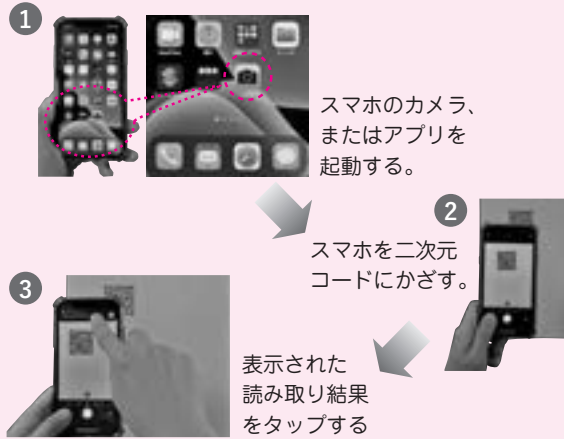 1
スマホのカメラ、
またはアプリを
起動する。
2
スマホを二次元
コードにかざす。
3
表示された
読み取り結果
をタップする